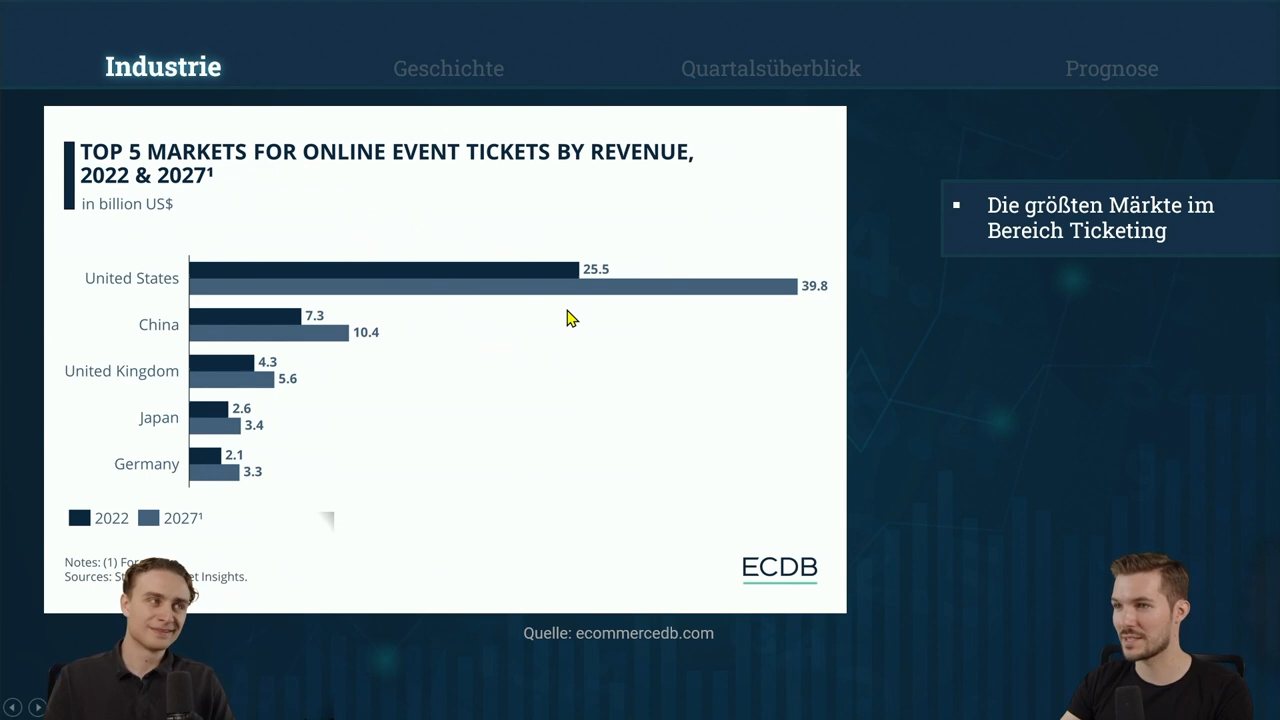 Industrie
Geschichte
Quartalsüberblick
Prognose
TOP 5 MARKETS FOR ONLINE EVENT TICKETS BY REVENUE,
2022 & 2027¹
in billion US$
Die größten Märkte im
Bereich Ticketing
United States
25.5
39.8
China
7.3
10.4
United Kingdom
4.3
5.6
Japan
2.6
3.4
Germany
2.1
3.3
2022
2027¹
Notes: (1)
Sources: Insights.
ECDB
Quelle: ecommercedb.com